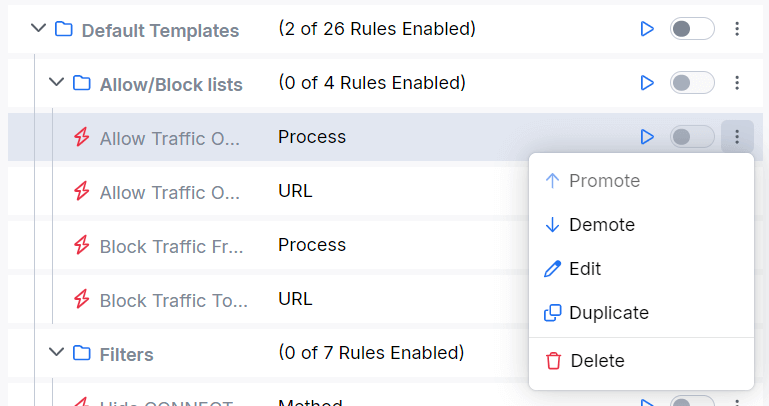 Default Templates (2 of 26 Rules Enabled)
Allow/Block lists (0 of 4 Rules Enabled)
Allow Traffic O... Process
Promote
Allow Traffic O... URL
Demote
Block Traffic Fr... Process
Edit
Block Traffic To... URL
Duplicate
Filters (0 of 7 Rules Enabled)
Delete
Hide CONNECT Method